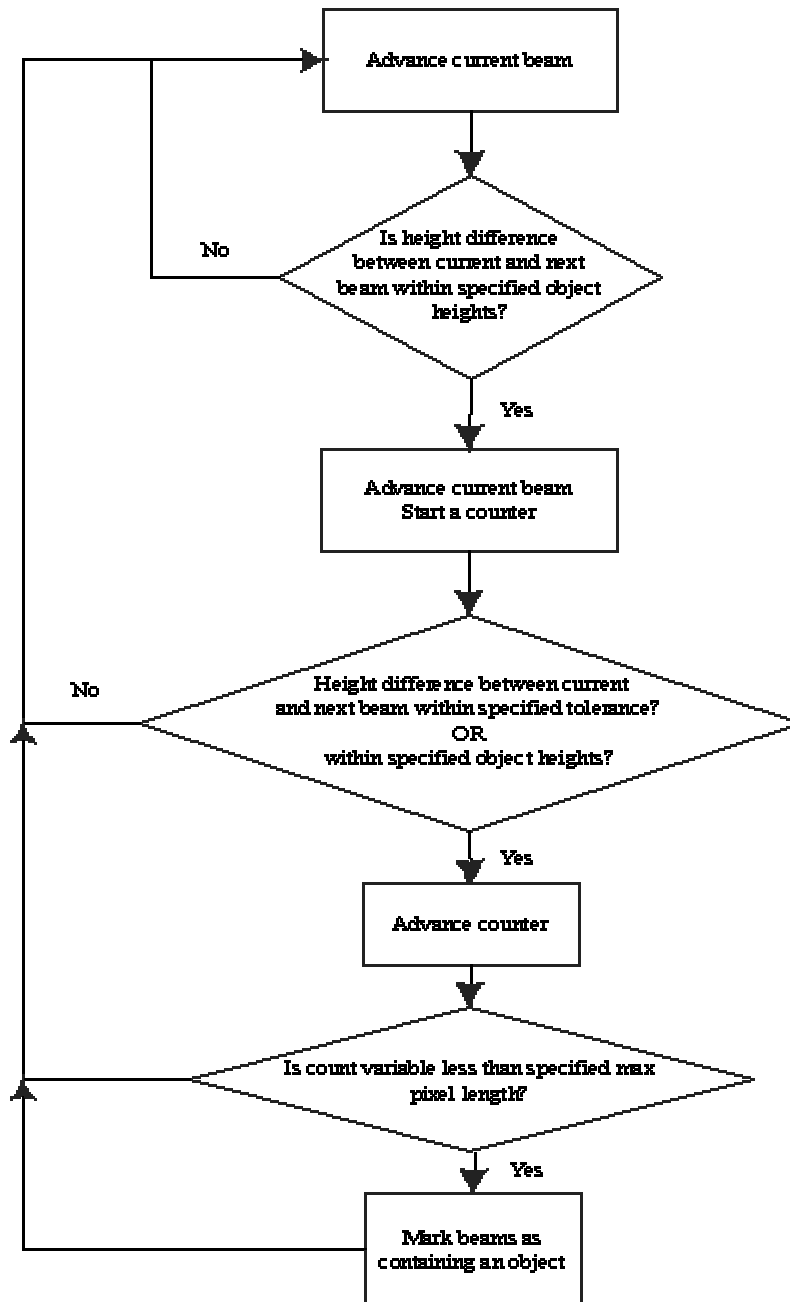 Advance current beam
Is height difference
between current and next
beam within specified object
heights?
No
Yes
Advance current beam
Start a counter
Height difference between current
and next beam within specified tolerance?
OR
within specified object heights?
No
Yes
Advance counter
Is count variable less than specified max
pixel length?
Yes
Mark beams as
containing an object